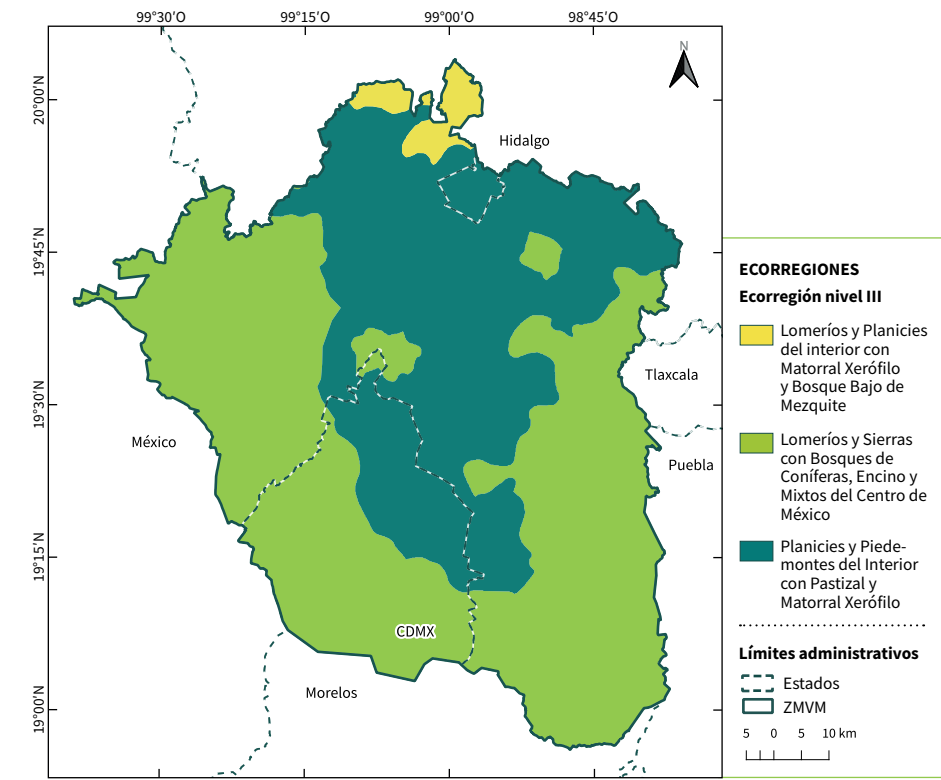 99°30’O 99°15’O 99°00’O 98°45’O
N
20°00’N
19°45’N
19°30’N
19°15’N
19°00’N
Hidalgo
Tlaxcala
México
Puebla
CDMX
Morelos
ECORREGIONES
Ecorregión nivel III
Lomeríos y Planicies
del interior con
Matorral Xerófilo
y Bosque Bajo de
Mezquite
Lomeríos y Sierras
con Bosques de
Coníferas, Encino y
Mixtos del Centro de
México
Planicies y Piede-
montes del Interior
con Pastizal y
Matorral Xerófilo
Límites administrativos
Estados
ZMVM
5 0 5 10 km